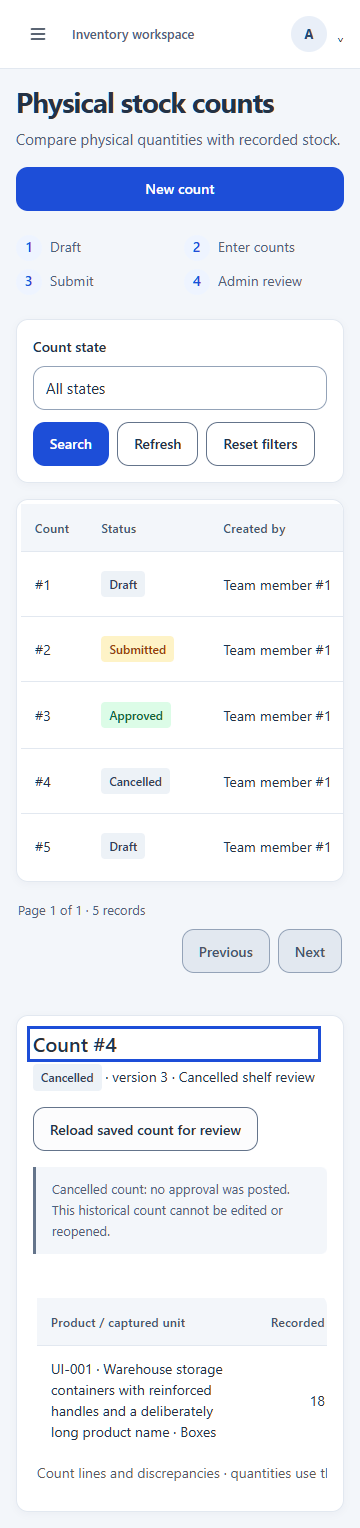 Inventory workspace
A
Physical stock counts
Compare physical quantities with recorded stock.
New count
1 Draft
2 Enter counts
3 Submit
4 Admin review
Count state
All states
Search Refresh Reset filters
Count Status Created by
#1 Draft Team member #1
#2 Submitted Team member #1
#3 Approved Team member #1
#4 Cancelled Team member #1
#5 Draft Team member #1
Page 1 of 1 · 5 records
Previous Next
Count #4
Cancelled · version 3 · Cancelled shelf review
Reload saved count for review
Cancelled count: no approval was posted.
This historical count cannot be edited or
reopened.
Product / captured unit Recorded
UI-001 · Warehouse storage
containers with reinforced
handles and a deliberately
long product name · Boxes
18
Count lines and discrepancies · quantities use